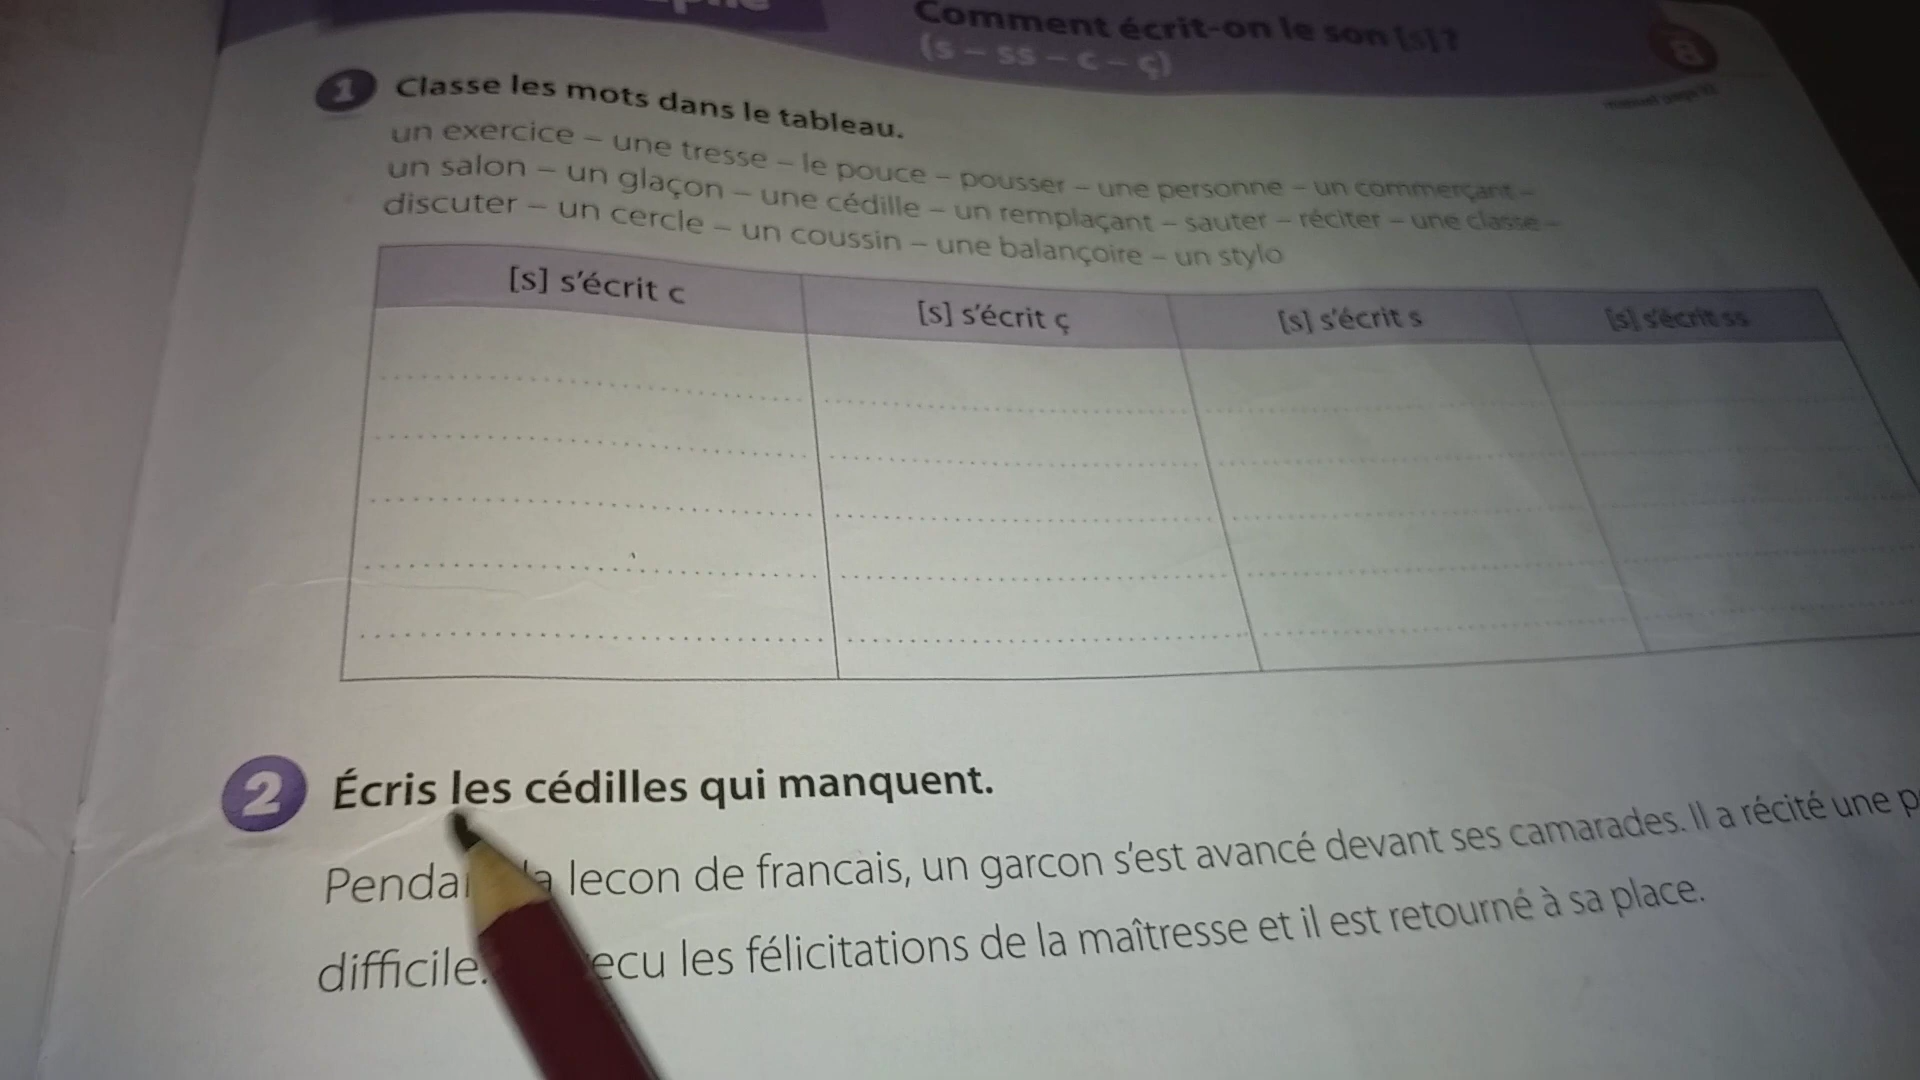 Comment écrit-on le son [s] ?
(s – ss – c – ç)
a
1 Classe les mots dans le tableau.
un exercice – une tresse – le pouce – pousser – une personne – un commerçant –
un salon – un glaçon – une cédille – un remplaçant – sauter – réciter – une classe –
discuter – un cercle – un coussin – une balançoire – un stylo
[s] s'écrit c
[s] s'écrit ç
[s] s'écrit s
[s] s'écrit ss
2 Écris les cédilles qui manquent.
la lecon de francais, un garcon s'est avancé devant ses camarades. Il a récité une
difficile. les félicitations de la maîtresse et il est retourné à sa place.